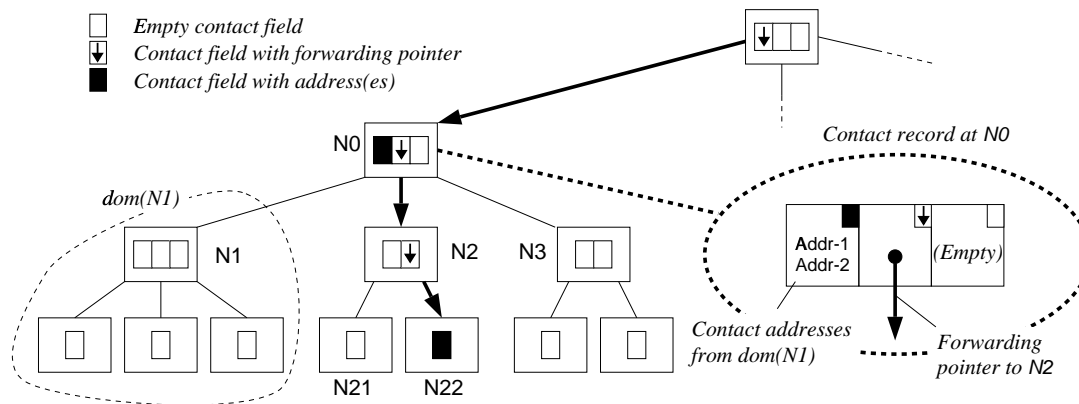 Empty contact field
Contact field with forwarding pointer
Contact field with address(es)
N0
Contact record at N0
dom(N1)
N1
N2
N3
Addr-1
Addr-2
(Empty)
N21
N22
Contact addresses
from dom(N1)
Forwarding
pointer to N2